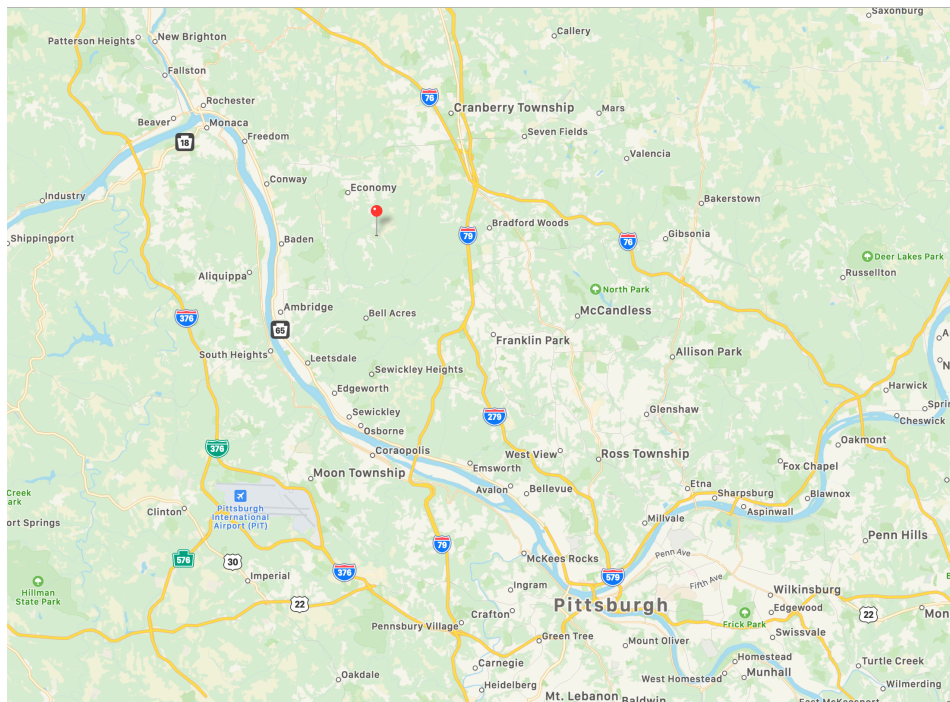 Saxonburg
Callery
New Brighton
Patterson Heights
Fallston
76
Rochester
Cranberry Township
Mars
Beaver
Monaca
Seven Fields
Freedom
18
Valencia
Conway
Economy
Industry
Bakerstown
Bradford Woods
79
Gibsonia
76
Shippingport
Baden
Deer Lakes Park
Aliquippa
Russellton
North Park
Ambridge
Bell Acres
McCandless
376
65
A
Franklin Park
South Heights
Leetsdale
Allison Park
N
Sewickley Heights
Edgeworth
Harwick
Sewickley
279
Glenshaw
Sprin
Cheswick
Osborne
Oakmont
376
Coraopolis
West View
Ross Township
Emsworth
Fox Chapel
Moon Township
Etna
Avalon
Bellevue
Sharpsburg
Blawnox
Creek
ark
Pittsburgh
International
Airport (PIT)
Clinton
Aspinwall
ort Springs
Millvale
Penn Hills
79
Penn Ave
576
30
McKees Rocks
376
Imperial
579
Fifth Ave
Hillman
State Park
Ingram
Wilkinsburg
22
Pittsburgh
Edgewood
22
Mon
Crafton
Frick Park
Pennsbury Village
Swissvale
Green Tree
Mount Oliver
Carnegie
Homestead
Turtle Creek
Oakdale
West Homestead
Munhall
Heidelberg
Wilmerding
Mt. Lebanon
Baldwin
East McKeesport